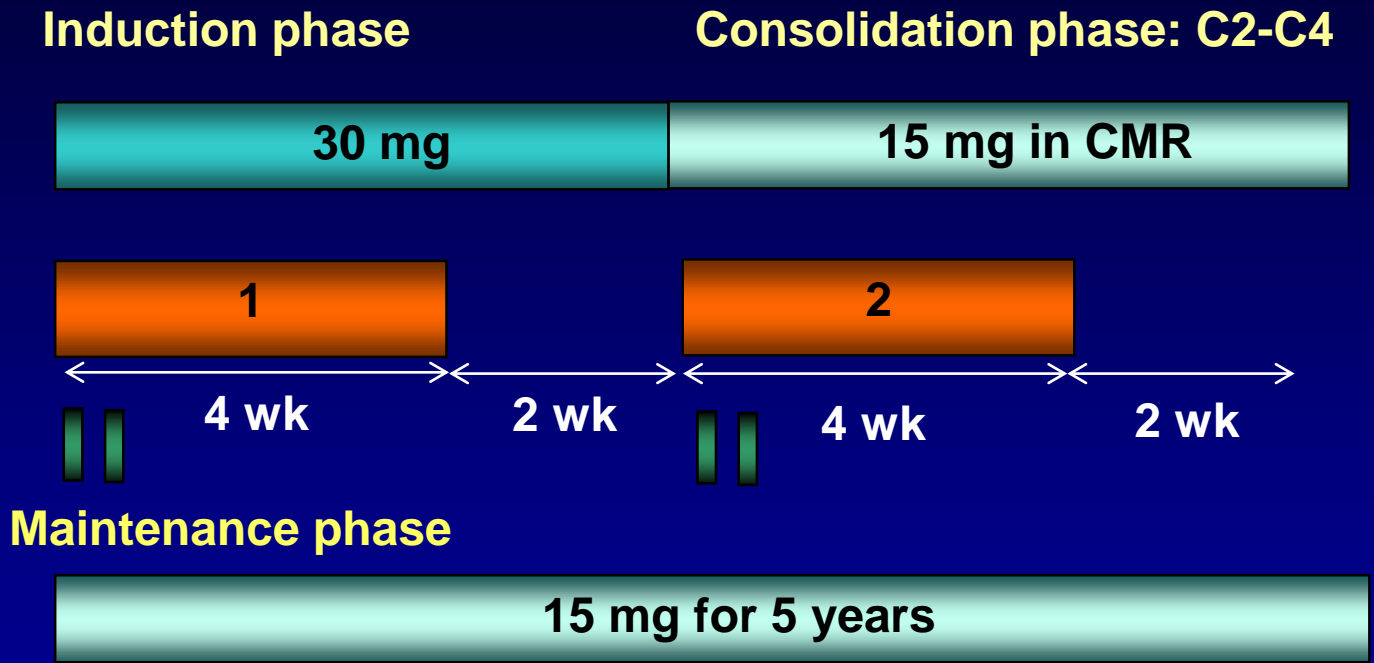 Induction phase
Consolidation phase: C2-C4
30 mg
15 mg in CMR
1
2
4 wk
2 wk
4 wk
2 wk
Maintenance phase
15 mg for 5 years